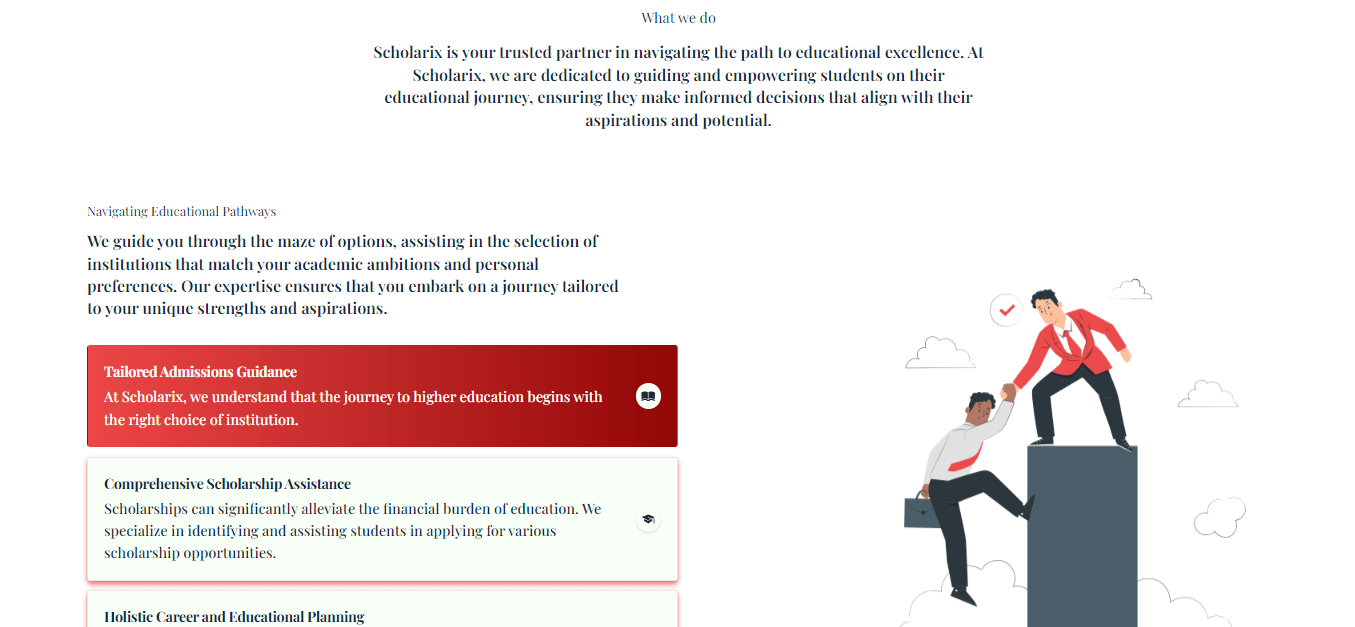 What we do
Scholarix is your trusted partner in navigating the path to educational excellence. At
Scholarix, we are dedicated to guiding and empowering students on their
educational journey, ensuring they make informed decisions that align with their
aspirations and potential.
Navigating Educational Pathways
We guide you through the maze of options, assisting in the selection of
institutions that match your academic ambitions and personal
preferences. Our expertise ensures that you embark on a journey tailored
to your unique strengths and aspirations.
Tailored Admissions Guidance
At Scholarix, we understand that the journey to higher education begins with
the right choice of institution.
Comprehensive Scholarship Assistance
Scholarships can significantly alleviate the financial burden of education. We
specialize in identifying and assisting students in applying for various
scholarship opportunities.
Holistic Career and Educational Planning